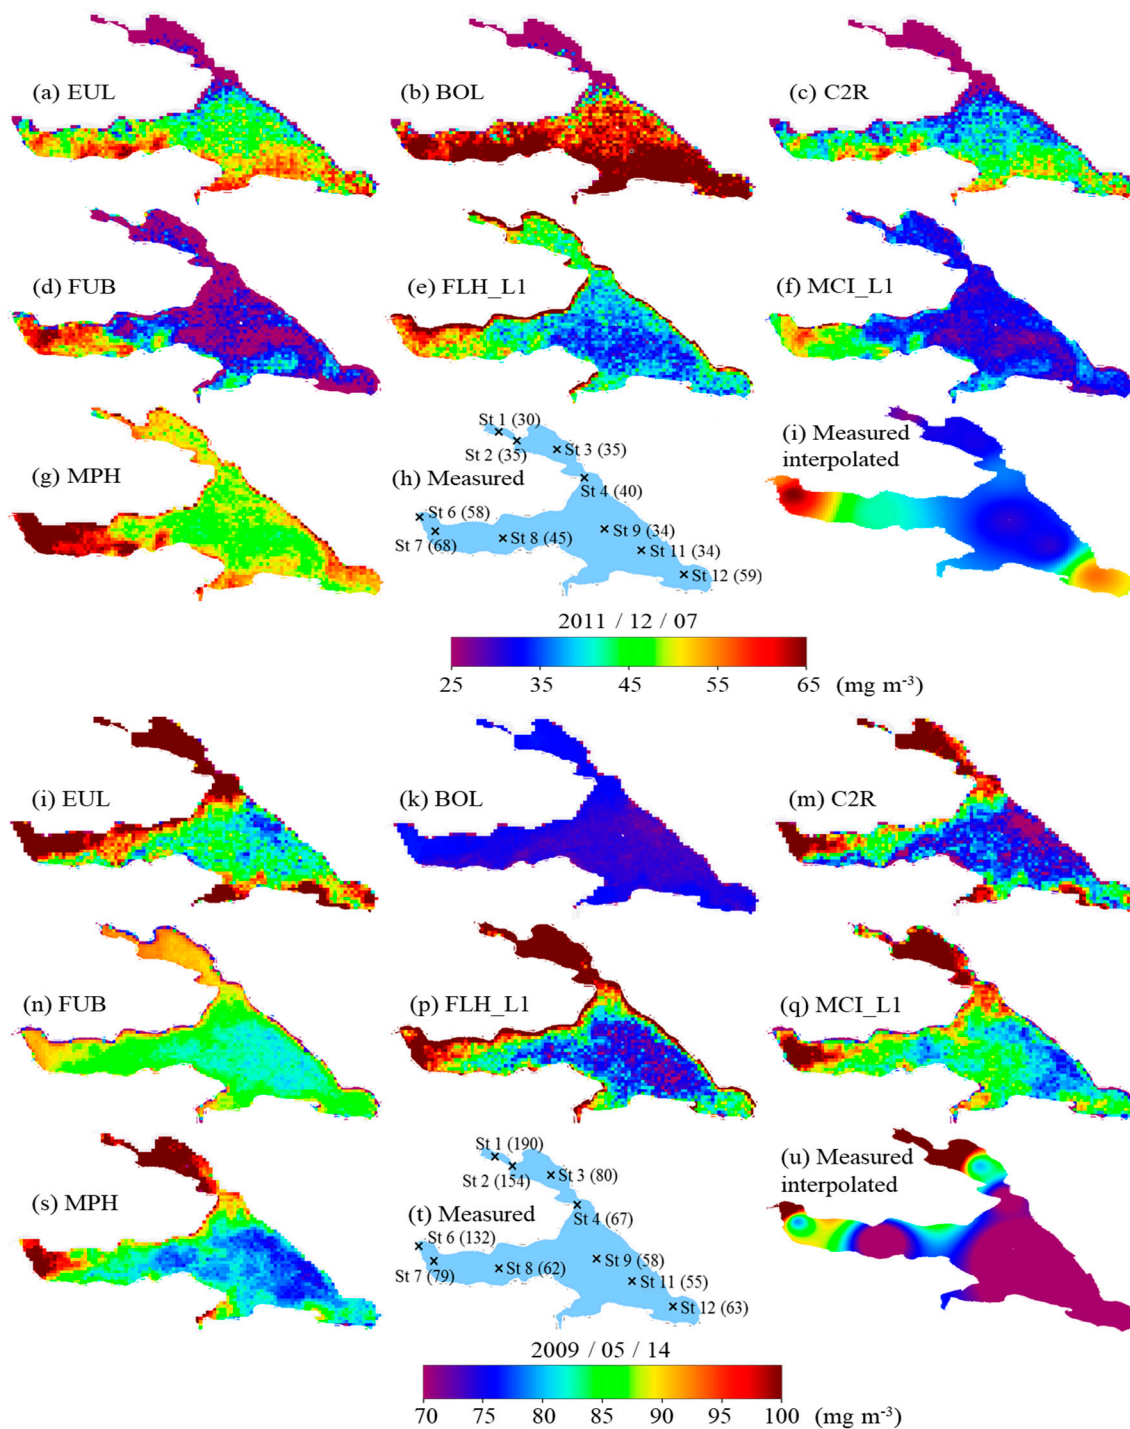 (a) EUL
(b) BOL
(c) C2R
(d) FUB
(e) FLH_L1
(f) MCI_L1
(g) MPH
St 1 (30)
St 2 (35)
St 3 (35)
(h) Measured
St 4 (40)
St 6 (58)
St 7 (68)
St 8 (45)
St 9 (34)
St 11 (34)
St 12 (59)
(i) Measured
interpolated
2011 / 12 / 07
25 35 45 55 65 (mg m⁻³)
(i) EUL
(k) BOL
(m) C2R
(n) FUB
(p) FLH_L1
(q) MCI_L1
(s) MPH
St 1 (190)
St 2 (154)
St 3 (80)
(t) Measured
St 4 (67)
St 6 (132)
St 7 (79)
St 8 (62)
St 9 (58)
St 11 (55)
St 12 (63)
(u) Measured
interpolated
2009 / 05 / 14
70 75 80 85 90 95 100 (mg m⁻³)